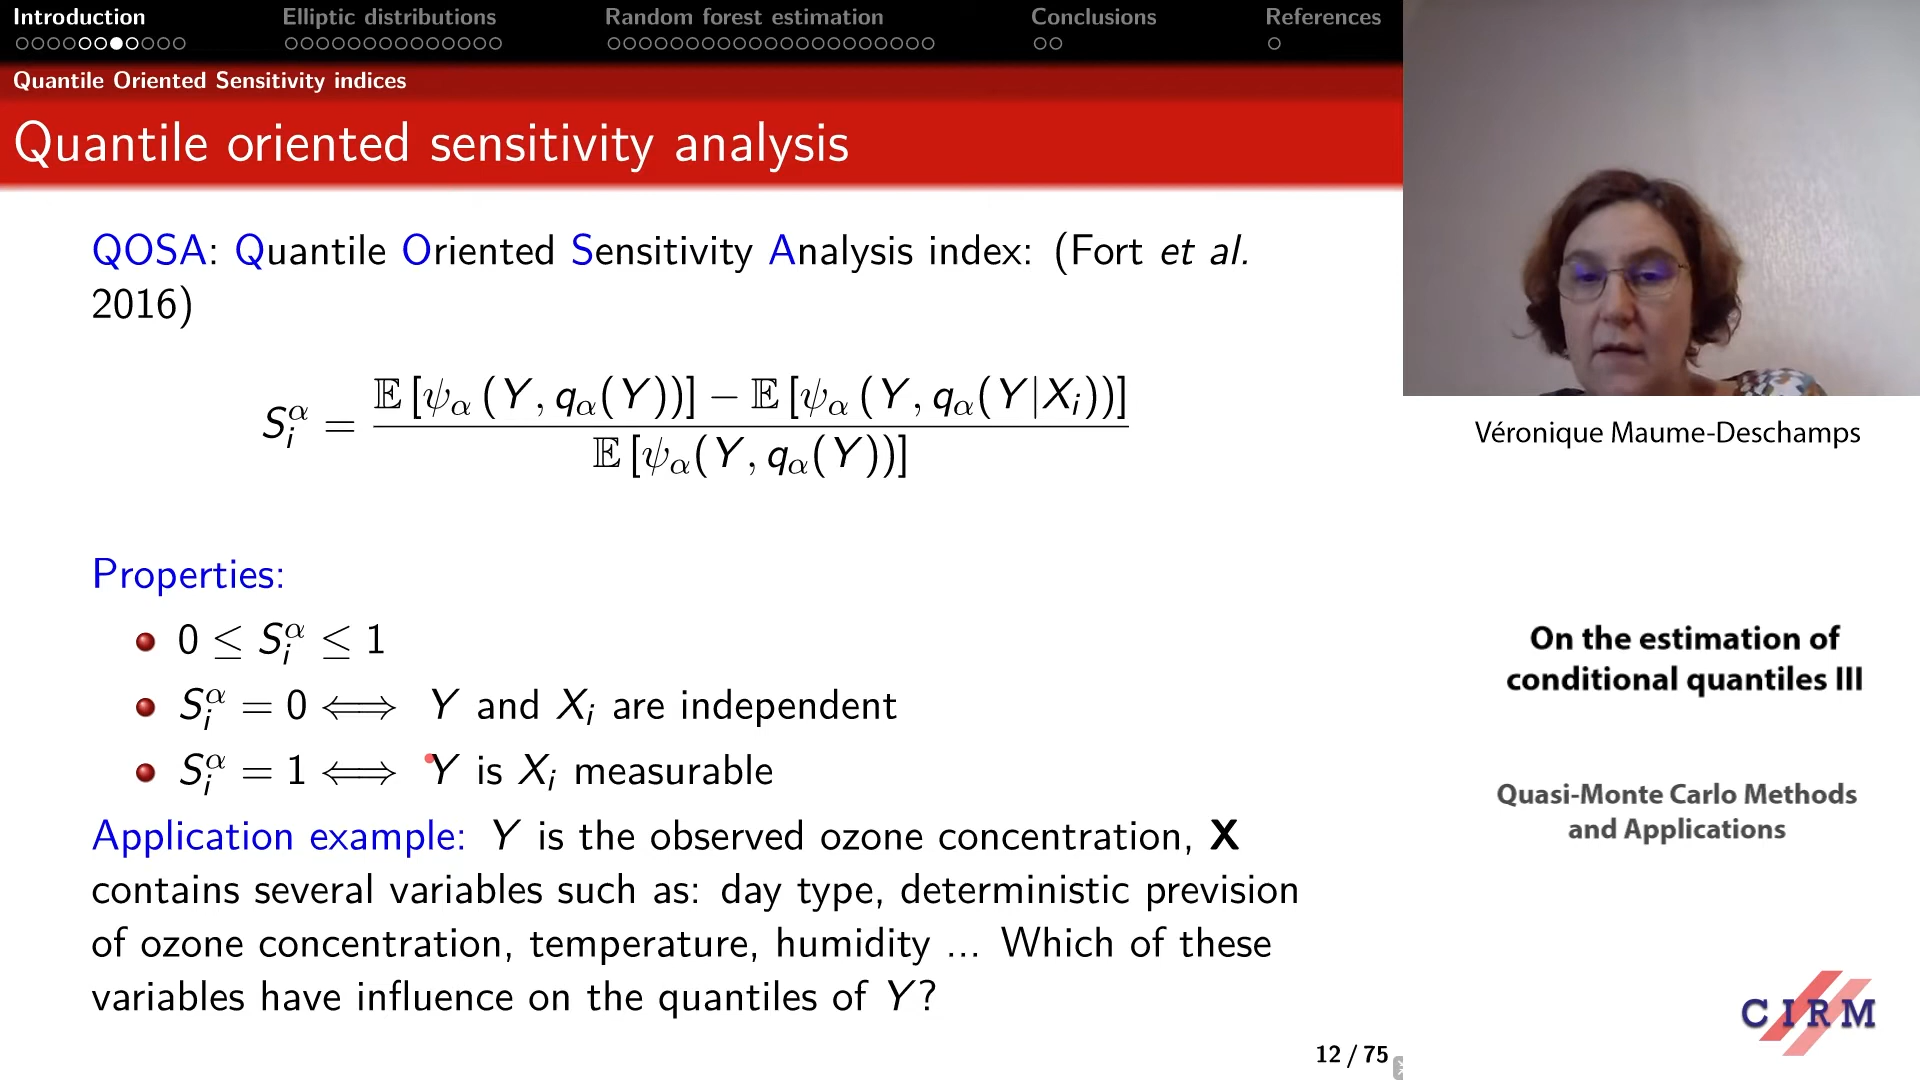 Introduction Elliptic distributions Random forest estimation Conclusions References
Quantile Oriented Sensitivity indices
Quantile oriented sensitivity analysis
QOSA: Quantile Oriented Sensitivity Analysis index: (Fort et al.
2016)
S_i^α = (𝔼 [ψ_α (Y, q_α(Y))] − 𝔼 [ψ_α (Y, q_α(Y|X_i))]) / 𝔼 [ψ_α(Y, q_α(Y))]
Properties:
0 ≤ S_i^α ≤ 1
S_i^α = 0 ⟺ Y and X_i are independent
S_i^α = 1 ⟺ Y is X_i measurable
Application example: Y is the observed ozone concentration, X
contains several variables such as: day type, deterministic prevision
of ozone concentration, temperature, humidity ... Which of these
variables have influence on the quantiles of Y?
12 / 75
Véronique Maume-Deschamps
On the estimation of
conditional quantiles III
Quasi-Monte Carlo Methods
and Applications
CIRM